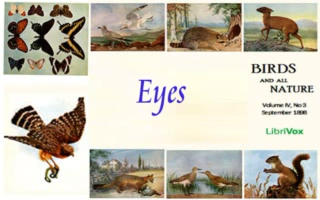 Eyes
BIRDS
AND ALL
NATURE
Volume IV, No 3
September 1898
LibriVox